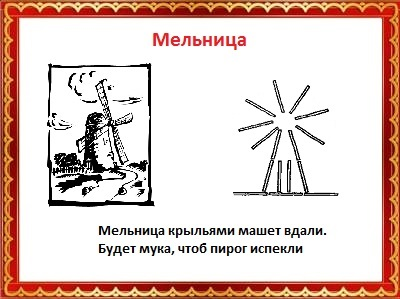 Мельница
Мельница крыльями машет вдали.
Будет мука, чтоб пирог испекли